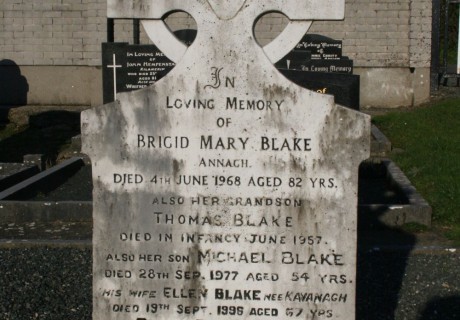 In
Loving Memory
of
Brigid Mary Blake
Annagh.
Died 4th June 1968 Aged 82 Yrs.
Also Her Grandson
Thomas Blake
Died in Infancy June 1957.
Also Her Son Michael Blake
Died 28th Sep. 1977 Aged 54 Yrs.
His Wife Ellen Blake nee Kavanagh
Died 19th Sept. 1996 Aged 67 Yps.
In Loving Memory Of
In Loving